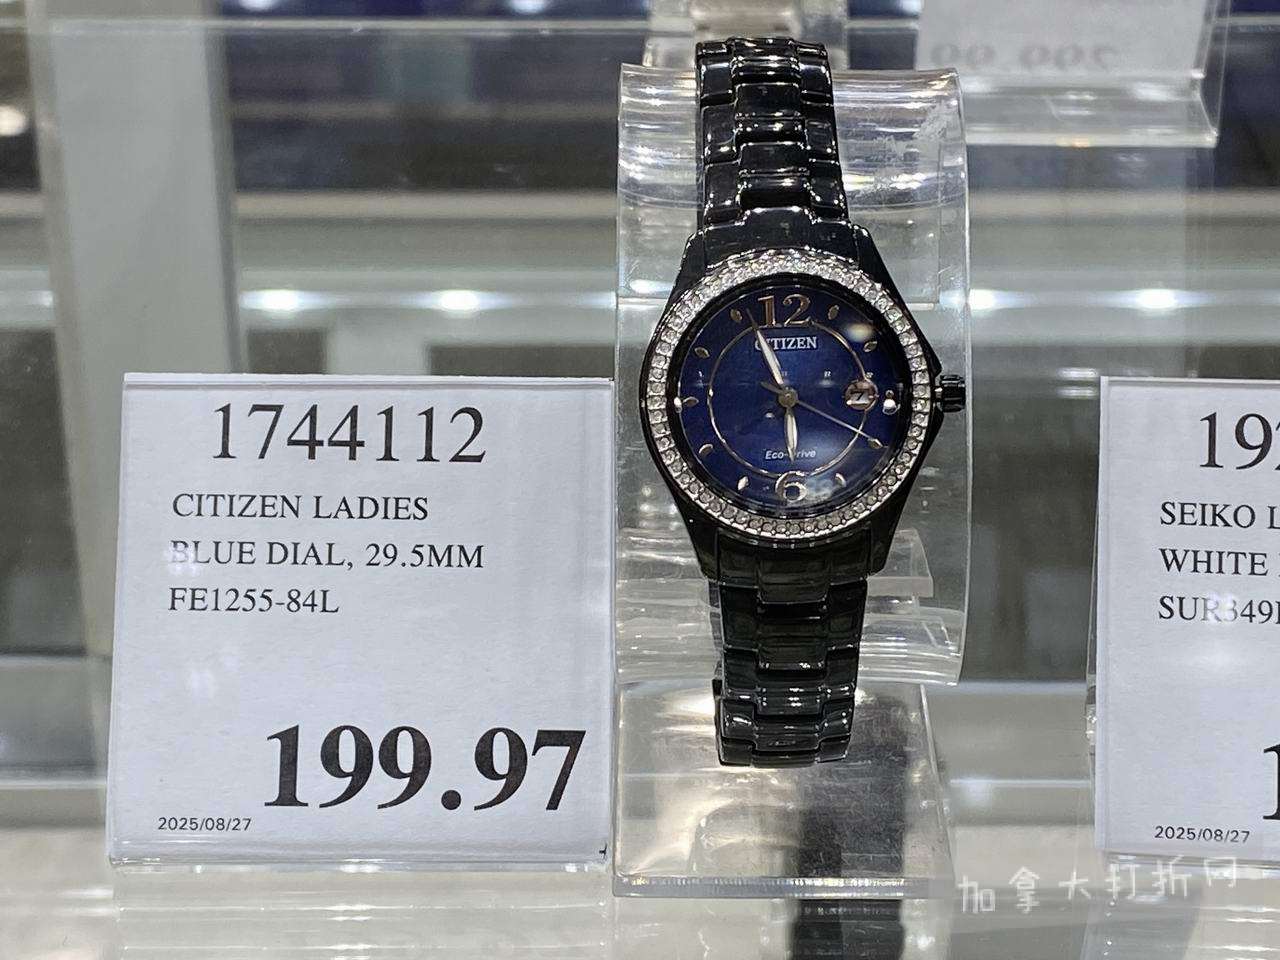 1744112
CITIZEN LADIES
BLUE DIAL, 29.5MM
FE1255-84L
199.97
2025/08/27
12
CITIZEN
7
Eco-Drive
6
SEIKO
WHITE
2025/08/27
加拿大打折网